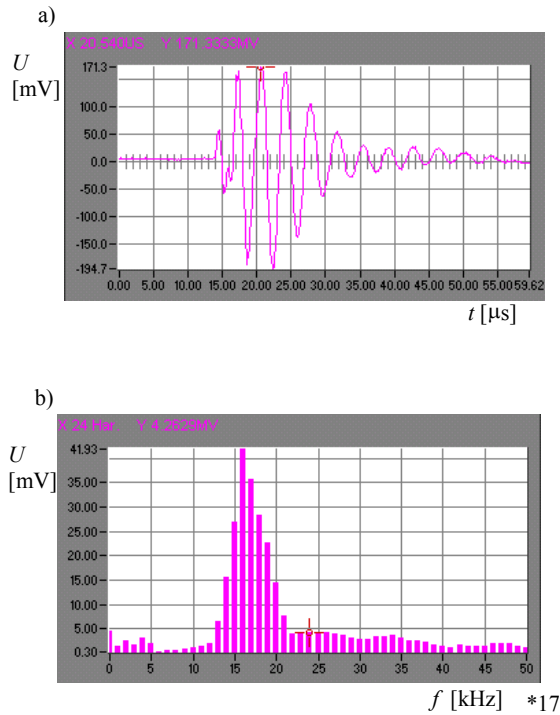 a)
X 20.540US Y 171.3333MV
U
[mV]
171.3
100.0
50.0
0.0
-50.0
-100.0
-150.0
-194.7
0.00 5.00 10.00 15.00 20.00 25.00 30.00 35.00 40.00 45.00 50.00 55.00 59.62
t [μs]
b)
X 24 Har. Y 4.2629MV
U
[mV]
41.93
35.00
30.00
25.00
20.00
15.00
10.00
5.00
0.30
0 5 10 15 20 25 30 35 40 45 50
f [kHz] *17